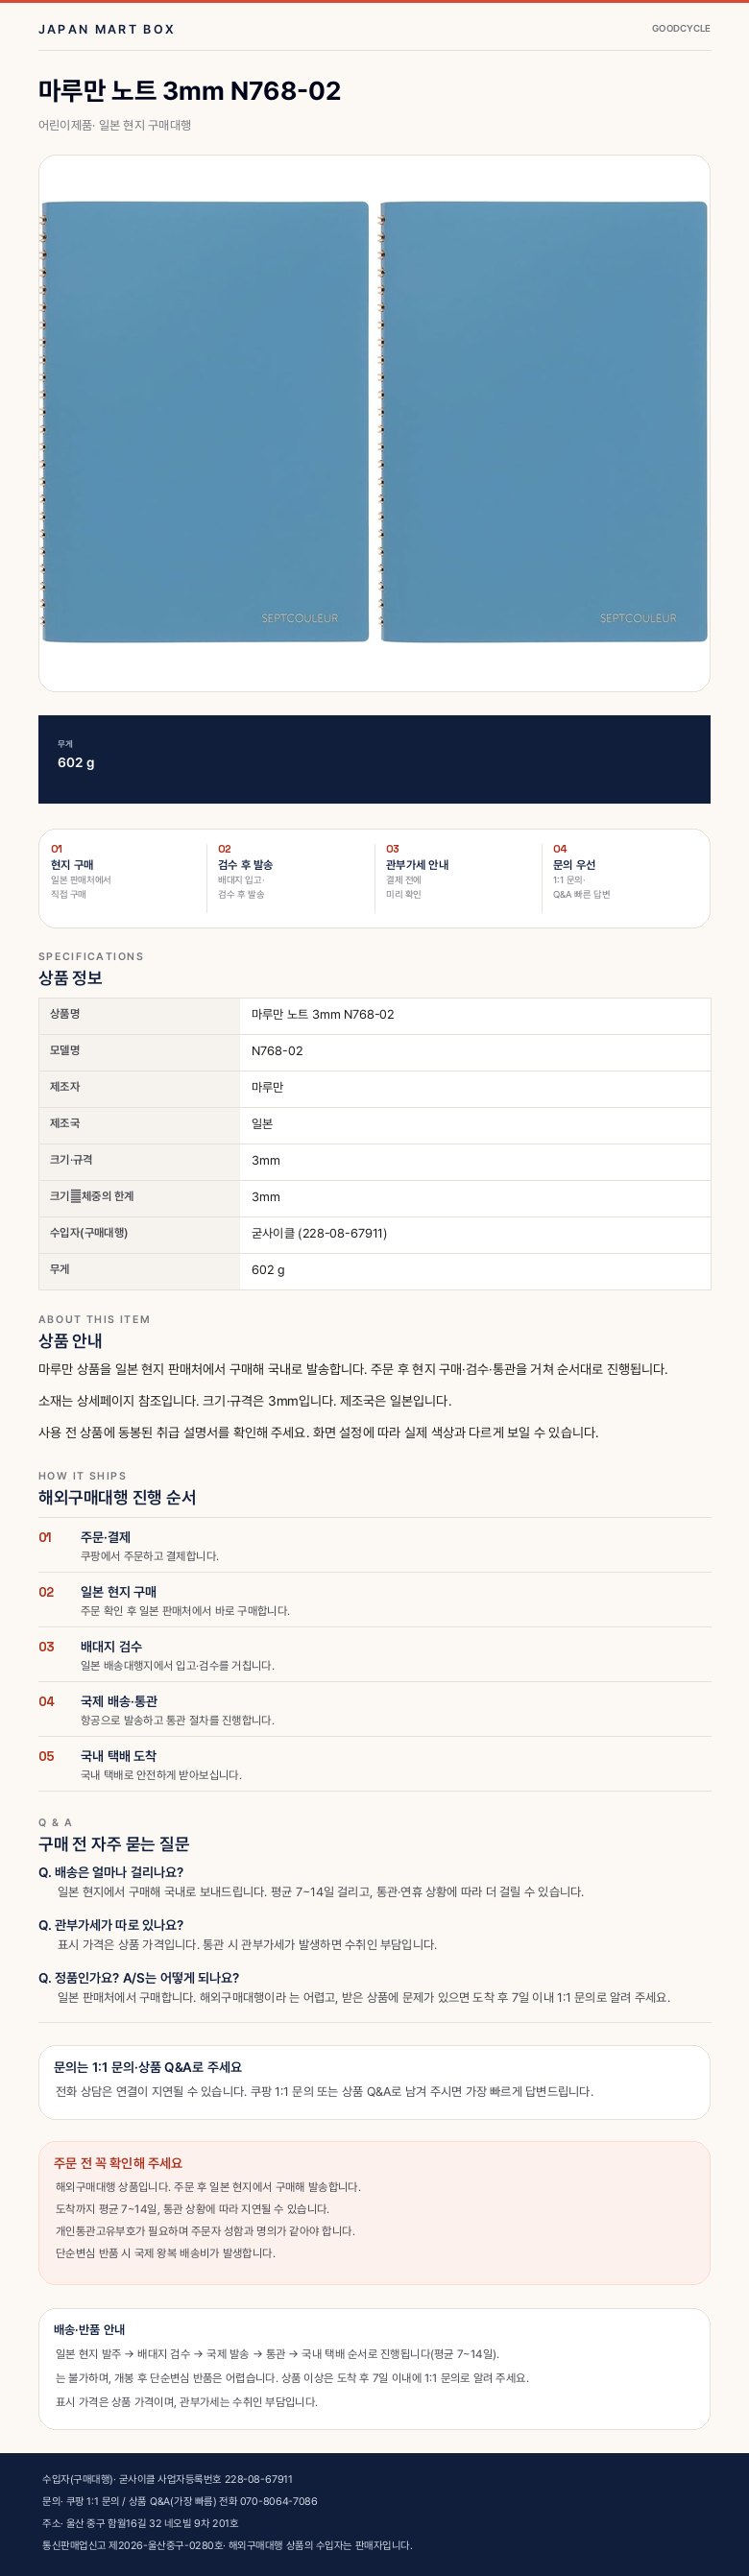 JAPAN MART BOX
GOODCYCLE
마루만 노트 3mm N768-02
어린이제품· 일본 현지 구매대행
SEPTCOULEUR
SEPTCOULEUR
무게
602 g
01
현지 구매
일본 판매처에서
직접 구매
02
검수 후 발송
배대지 입고·
검수 후 발송
03
관부가세 안내
결제 전에
미리 확인
04
문의 우선
1:1 문의·
Q&A 빠른 답변
SPECIFICATIONS
상품 정보
상품명 마루만 노트 3mm N768-02
모델명 N768-02
제조자 마루만
제조국 일본
크기·규격 3mm
크기▒체중의 한계 3mm
수입자(구매대행) 굳사이클 (228-08-67911)
무게 602 g
ABOUT THIS ITEM
상품 안내
마루만 상품을 일본 현지 판매처에서 구매해 국내로 발송합니다. 주문 후 현지 구매·검수·통관을 거쳐 순서대로 진행됩니다.
소재는 상세페이지 참조입니다. 크기·규격은 3mm입니다. 제조국은 일본입니다.
사용 전 상품에 동봉된 취급 설명서를 확인해 주세요. 화면 설정에 따라 실제 색상과 다르게 보일 수 있습니다.
HOW IT SHIPS
해외구매대행 진행 순서
01 주문·결제
쿠팡에서 주문하고 결제합니다.
02 일본 현지 구매
주문 확인 후 일본 판매처에서 바로 구매합니다.
03 배대지 검수
일본 배송대행지에서 입고·검수를 거칩니다.
04 국제 배송·통관
항공으로 발송하고 통관 절차를 진행합니다.
05 국내 택배 도착
국내 택배로 안전하게 받아보십니다.
Q & A
구매 전 자주 묻는 질문
Q. 배송은 얼마나 걸리나요?
일본 현지에서 구매해 국내로 보내드립니다. 평균 7~14일 걸리고, 통관·연휴 상황에 따라 더 걸릴 수 있습니다.
Q. 관부가세가 따로 있나요?
표시 가격은 상품 가격입니다. 통관 시 관부가세가 발생하면 수취인 부담입니다.
Q. 정품인가요? A/S는 어떻게 되나요?
일본 판매처에서 구매합니다. 해외구매대행이라 는 어렵고, 받은 상품에 문제가 있으면 도착 후 7일 이내 1:1 문의로 알려 주세요.
문의는 1:1 문의·상품 Q&A로 주세요
전화 상담은 연결이 지연될 수 있습니다. 쿠팡 1:1 문의 또는 상품 Q&A로 남겨 주시면 가장 빠르게 답변드립니다.
주문 전 꼭 확인해 주세요
해외구매대행 상품입니다. 주문 후 일본 현지에서 구매해 발송합니다.
도착까지 평균 7~14일, 통관 상황에 따라 지연될 수 있습니다.
개인통관고유부호가 필요하며 주문자 성함과 명의가 같아야 합니다.
단순변심 반품 시 국제 왕복 배송비가 발생합니다.
배송·반품 안내
일본 현지 발주 → 배대지 검수 → 국제 발송 → 통관 → 국내 택배 순서로 진행됩니다(평균 7~14일).
는 불가하며, 개봉 후 단순변심 반품은 어렵습니다. 상품 이상은 도착 후 7일 이내에 1:1 문의로 알려 주세요.
표시 가격은 상품 가격이며, 관부가세는 수취인 부담입니다.
수입자(구매대행)· 굳사이클 사업자등록번호 228-08-67911
문의· 쿠팡 1:1 문의 / 상품 Q&A(가장 빠름) 전화 070-8064-7086
주소· 울산 중구 함월16길 32 네오빌 9차 201호
통신판매업신고 제2026-울산중구-0280호· 해외구매대행 상품의 수입자는 판매자입니다.